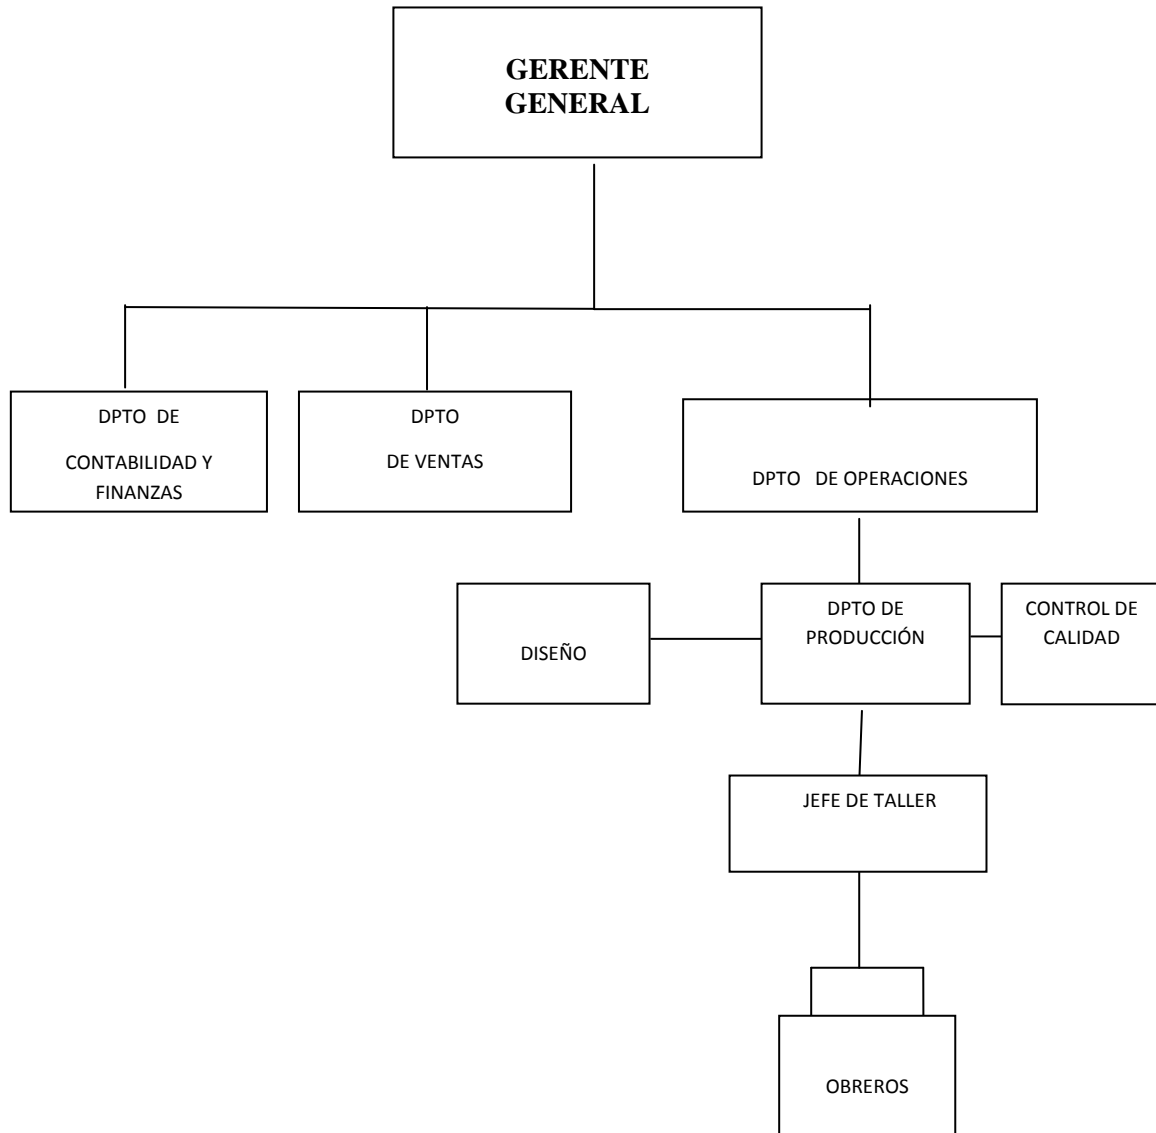 GERENTE
GENERAL
DPTO DE
CONTABILIDAD Y
FINANZAS
DPTO
DE VENTAS
DPTO DE OPERACIONES
DISEÑO
DPTO DE
PRODUCCIÓN
CONTROL DE
CALIDAD
JEFE DE TALLER
OBREROS